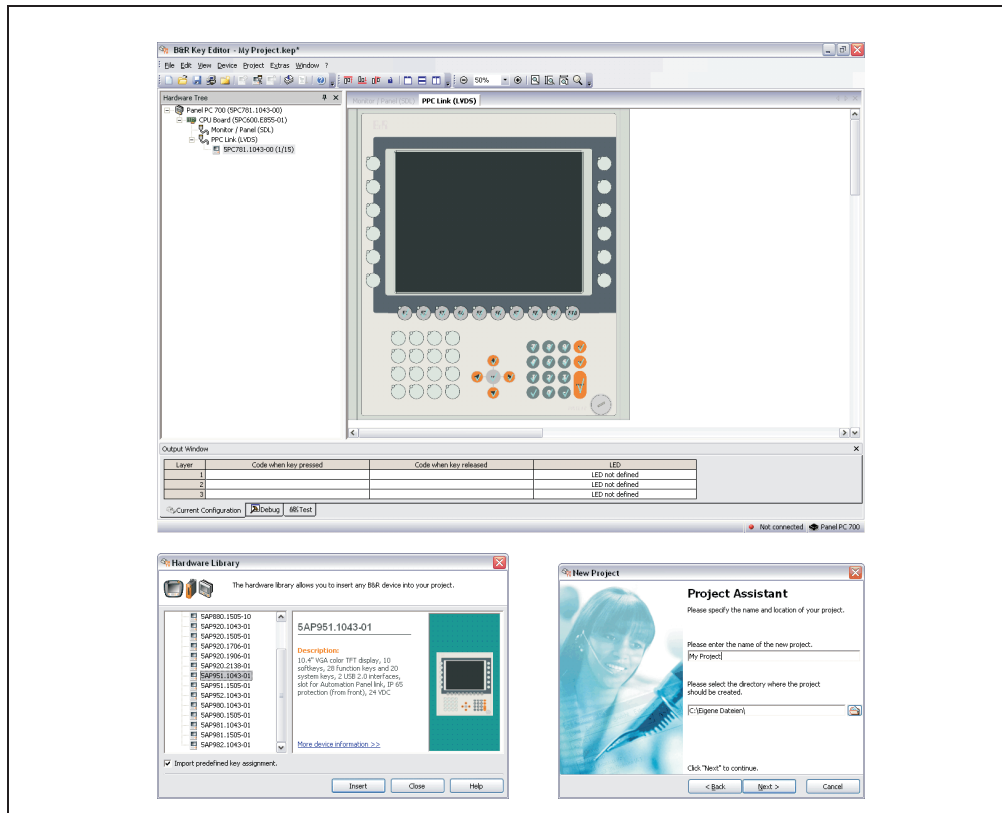 B&R Key Editor - My Project.kep*
File Edit View Device Project Extras Window ?
50%
Hardware Tree
Monitor / Panel (SDL) PPC Link (LVDS)
Panel PC 700 (5PC781.1043-00)
CPU Board (5PC600.E855-01)
Monitor / Panel (SDL)
PPC Link (LVDS)
5PC781.1043-00 (1/15)
Output Window
Layer Code when key pressed Code when key released LED
1 LED not defined
2 LED not defined
3 LED not defined
Current Configuration Debug Test
Not connected Panel PC 700
Hardware Library
The hardware library allows you to insert any B&R device into your project.
5AP880.1505-10
5AP920.1043-01
5AP920.1505-01
5AP920.1706-01
5AP920.1906-01
5AP920.2138-01
5AP951.1043-01
5AP951.1505-01
5AP952.1043-01
5AP980.1043-01
5AP980.1505-01
5AP981.1043-01
5AP981.1505-01
5AP982.1043-01
5AP951.1043-01
Description:
10.4" VGA color TFT display, 10
softkeys, 28 function keys and 20
system keys, 2 USB 2.0 interfaces,
slot for Automation Panel link, IP 65
protection (from front), 24 VDC
More device information >>
Import predefined key assignment.
Insert Close Help
New Project
Project Assistant
Please specify the name and location of your project.
Please enter the name of the new project.
My Project
Please select the directory where the project
should be created.
C:\Eigene Dateien\
Click "Next" to continue.
< Back Next > Cancel